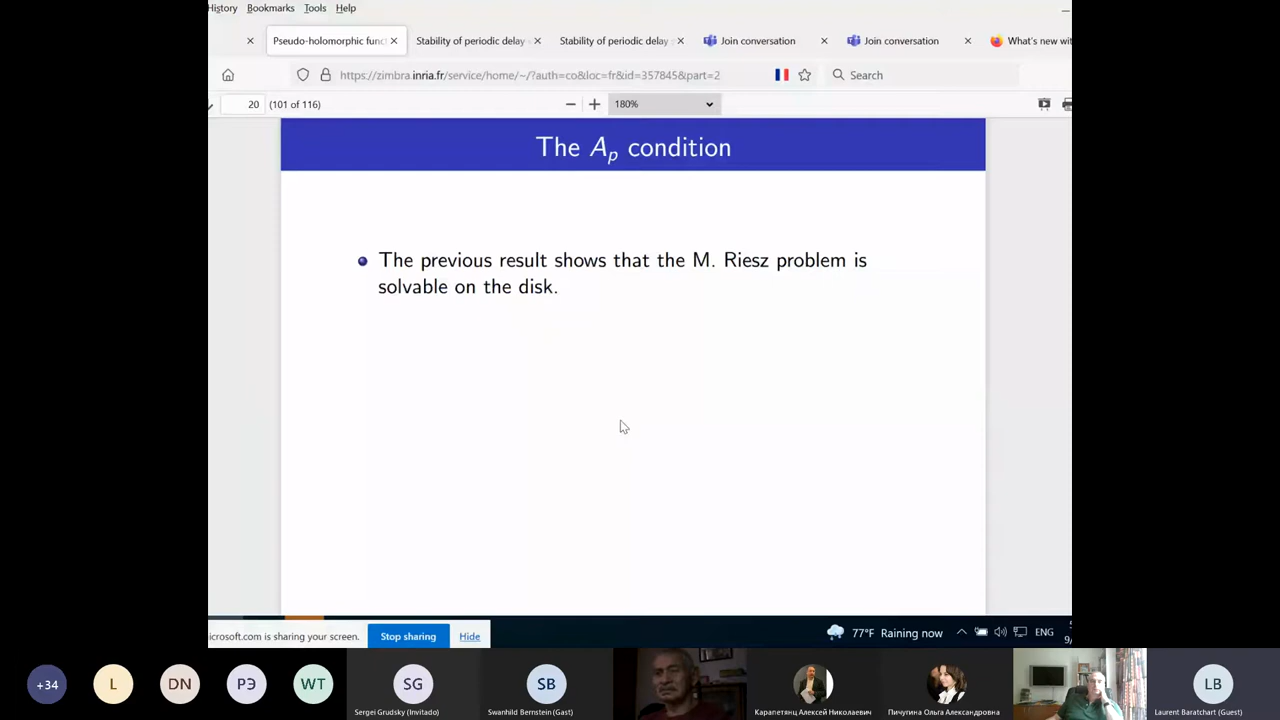 History Bookmarks Tools Help
Pseudo-holomorphic func
Stability of periodic delay
Stability of periodic delay
Join conversation
Join conversation
What's new wit
https://zimbra.inria.fr/service/home/~/?auth=co&loc=fr&id=357845&part=2
Search
20 (101 of 116)
180%
The Ap condition
The previous result shows that the M. Riesz problem is
solvable on the disk.
icrosoft.com is sharing your screen.
Stop sharing
Hide
77°F Raining now
ENG
+34
L
DN
РЭ
WT
SG
Sergei Grudsky (Invitado)
SB
Swanhild Bernstein (Gast)
Карапетянц Алексей Николаевич
Пичугина Ольга Александровна
LB
Laurent Baratchart (Guest)